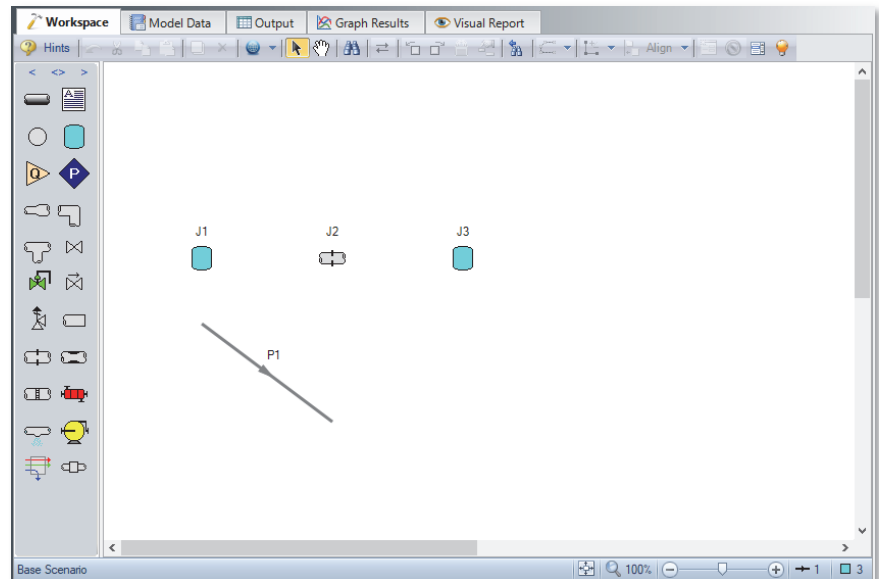 Workspace Model Data Output Graph Results Visual Report
Hints Align
< <> >
A
Q P
J1 J2 J3
P1
Base Scenario 100% 1 3